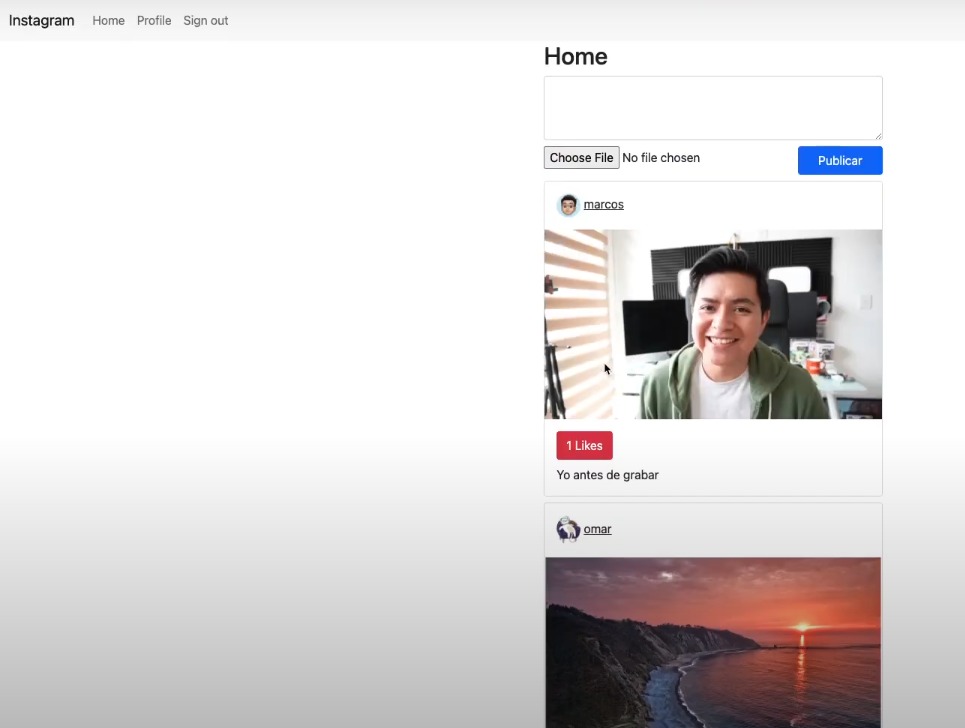 Instagram Home Profile Sign out
Home
Choose File No file chosen
Publicar
marcos
1 Likes
Yo antes de grabar
omar